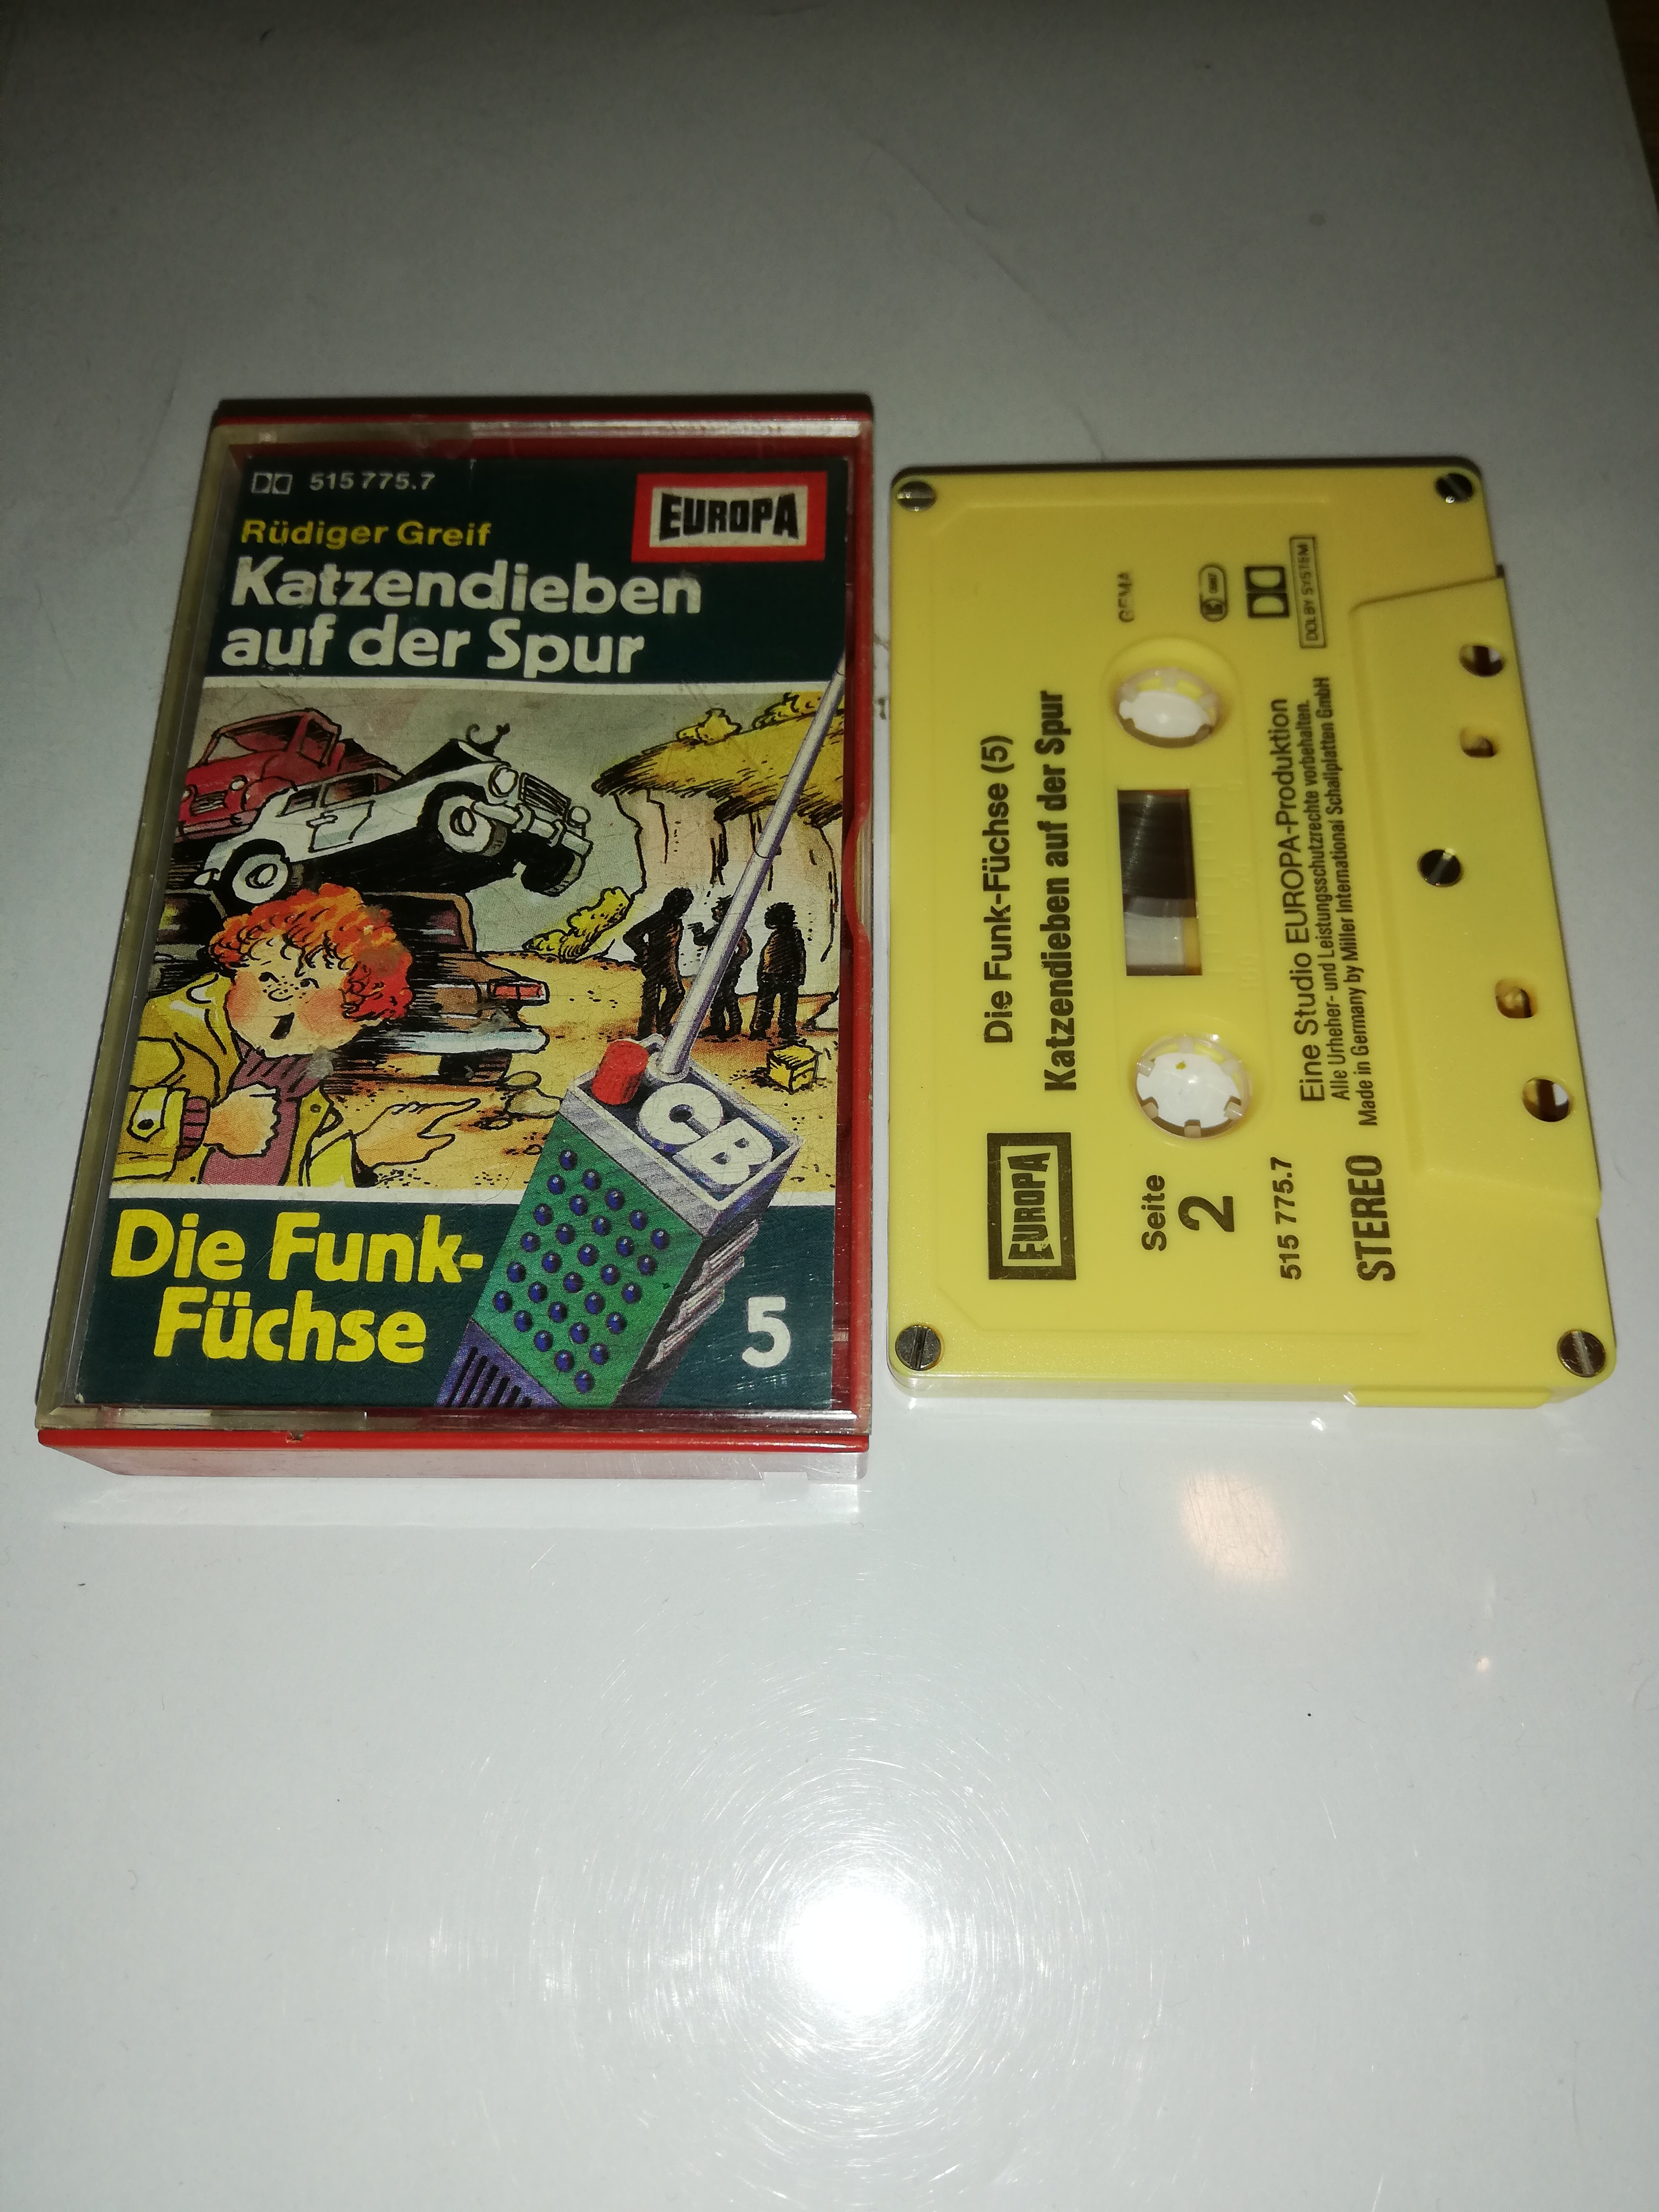 515 775.7
EUROPA
Rüdiger Greif
Katzendieben
auf der Spur
CB
Die Funk-
Füchse
5
Die Funk-Füchse (5)
Katzendieben auf der Spur
EUROPA
GEMA
Seite
2
DOLBY SYSTEM
515 775.7
Eine Studio EUROPA-Produktion
Alle Urheber- und Leistungsschutzrechte vorbehalten.
STEREO
Made in Germany by Miller International Schallplatten GmbH